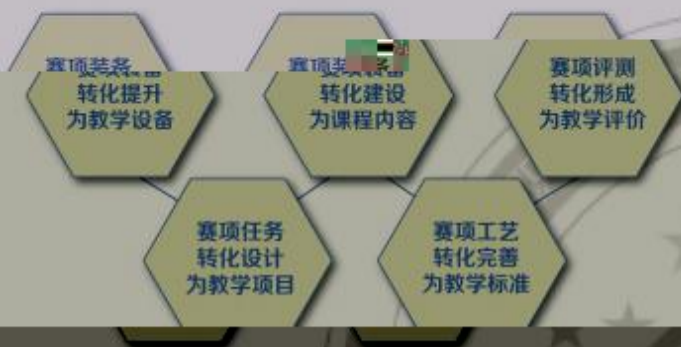 赛项装备
转化提升
为教学设备
赛项装备
转化建设
为课程内容
赛项评测
转化形成
为教学评价
赛项任务
转化设计
为教学项目
赛项工艺
转化完善
为教学标准